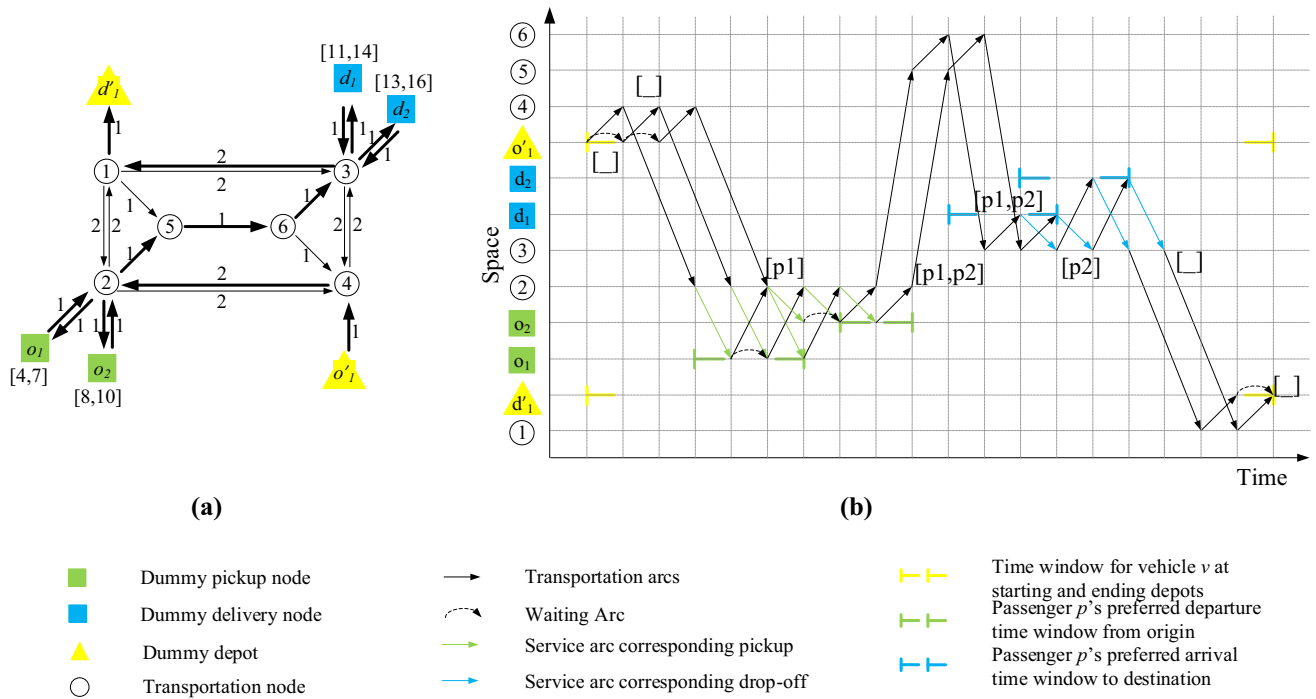 [11,14]
d1
[13,16]
d2
d'1
1 1 1
1
1
2
1
2
3
1
2 2
5
1
6
1
2 2
1
1
2
2
4
2
1
1 1
1
o1
[4,7]
o2
[8,10]
o'1
(a)
6
5
4
[_]
o'1
[_]
d2
d1
[p1,p2]
3
[p2]
[_]
2
[p1]
[p1,p2]
o2
o1
d'1
[_]
1
Space
Time
(b)
Dummy pickup node
Dummy delivery node
Dummy depot
Transportation node
Transportation arcs
Waiting Arc
Service arc corresponding pickup
Service arc corresponding drop-off
Time window for vehicle v at
starting and ending depots
Passenger p's preferred departure
time window from origin
Passenger p's preferred arrival
time window to destination